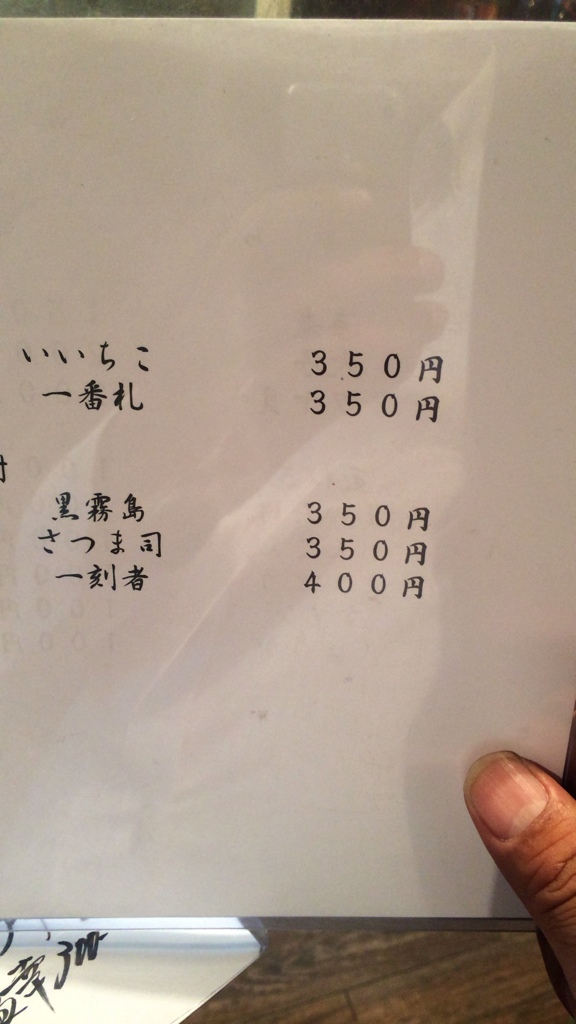 いいちこ 350円
一番札 350円
黒霧島 350円
さつま司 350円
一刻者 400円
300